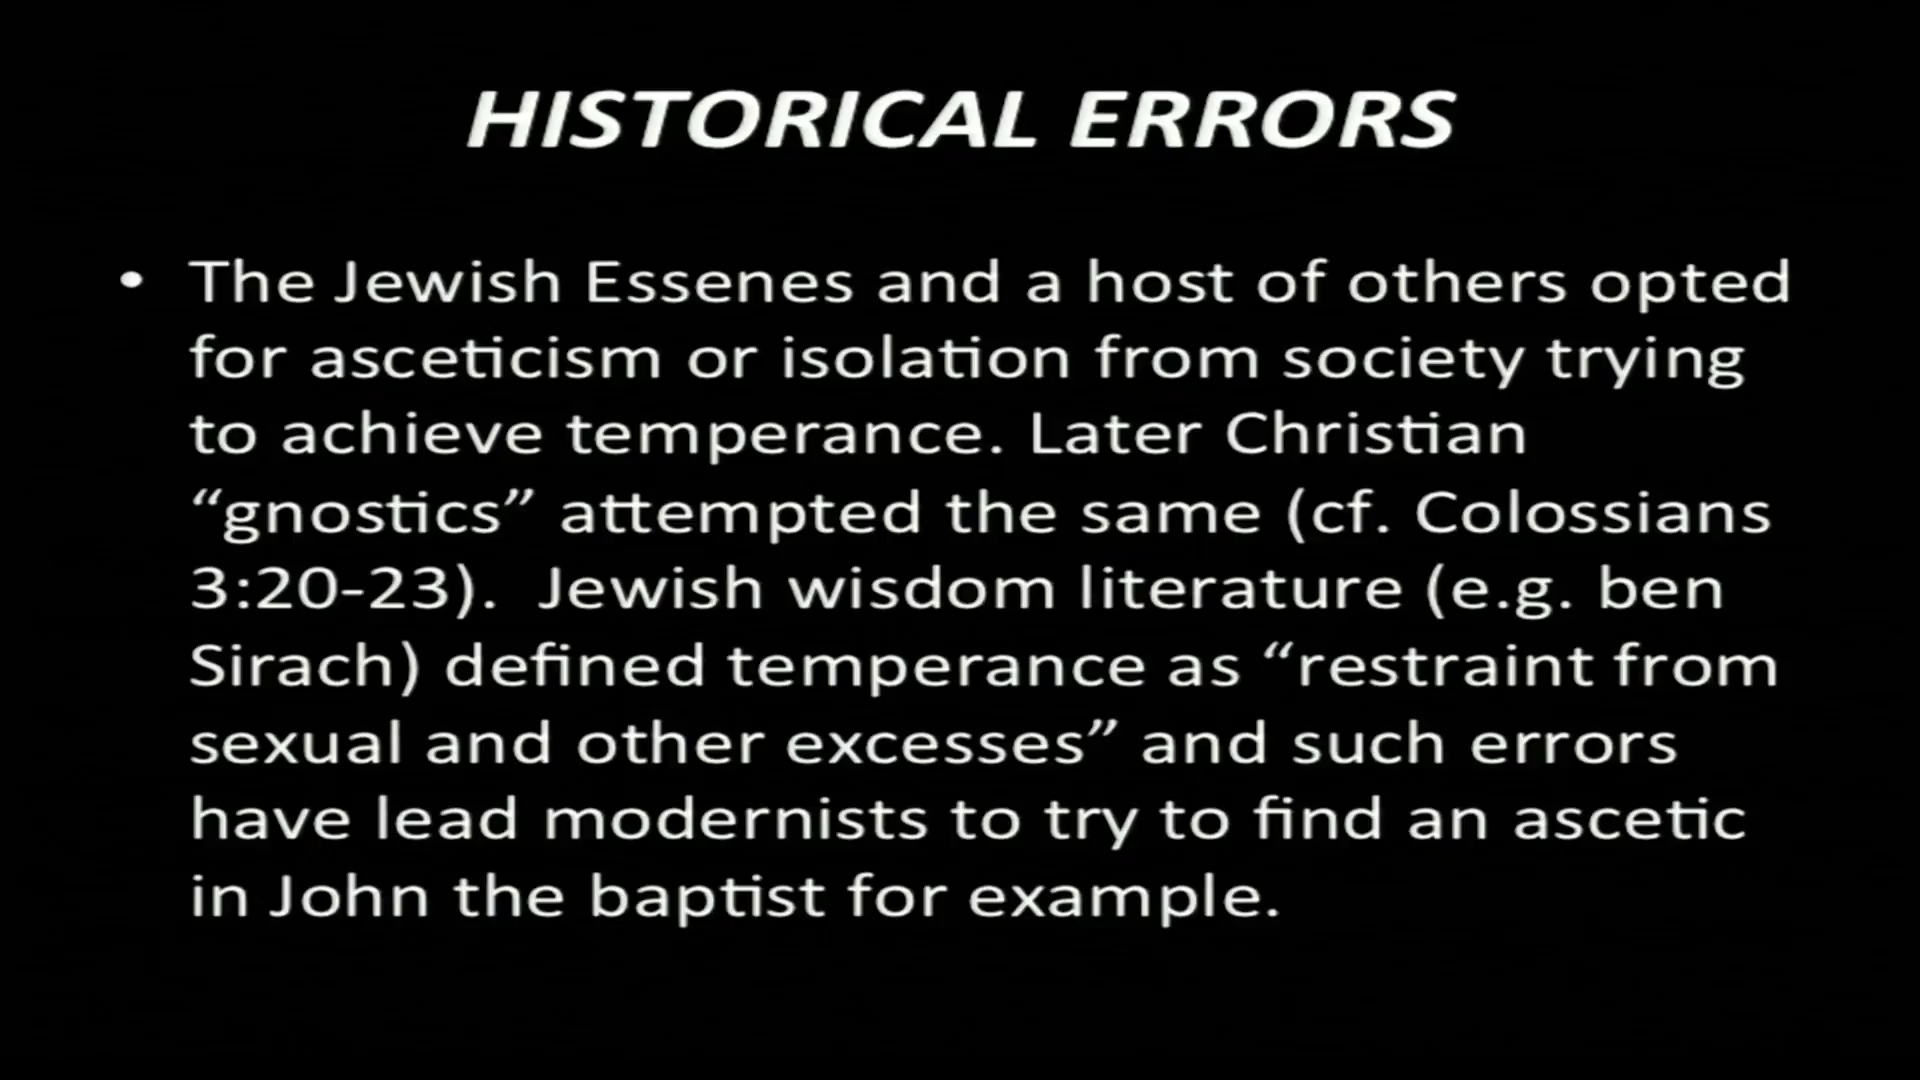 HISTORICAL ERRORS
• The Jewish Essenes and a host of others opted
for asceticism or isolation from society trying
to achieve temperance. Later Christian
“gnostics” attempted the same (cf. Colossians
3:20-23).  Jewish wisdom literature (e.g. ben
Sirach) defined temperance as “restraint from
sexual and other excesses” and such errors
have lead modernists to try to find an ascetic
in John the baptist for example.